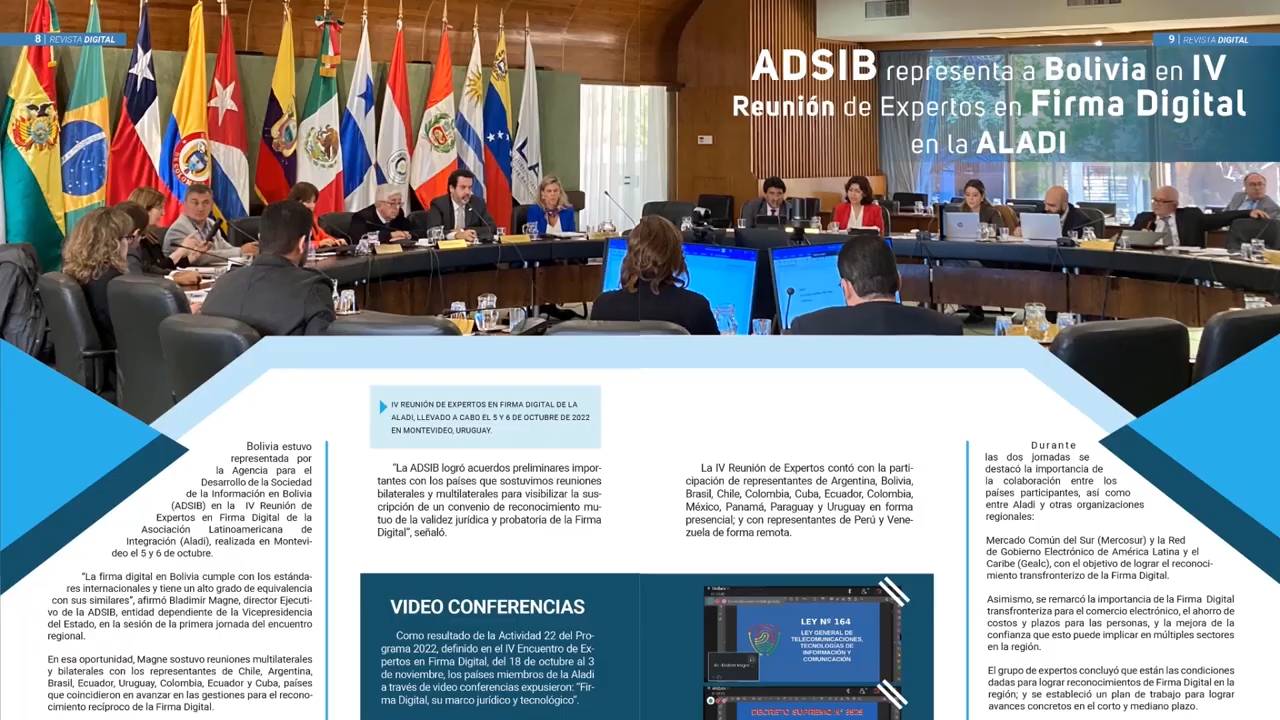 8 | REVISTA DIGITAL
9 | REVISTA DIGITAL
ADSIB representa a Bolivia en IV
Reunión de Expertos en Firma Digital
en la ALADI
IV REUNIÓN DE EXPERTOS EN FIRMA DIGITAL DE LA
ALADI, LLEVADO A CABO EL 5 Y 6 DE OCTUBRE DE 2022
EN MONTEVIDEO, URUGUAY.
Bolivia estuvo
representada por
la Agencia para el
Desarrollo de la Sociedad
de la Información en Bolivia
(ADSIB) en la IV Reunión de
Expertos en Firma Digital de la
Asociación Latinoamericana de
Integración (Aladi), realizada en Montevi-
deo el 5 y 6 de octubre.
"La firma digital en Bolivia cumple con los estánda-
res internacionales y tiene un alto grado de equivalencia
con sus similares", afirmó Bladimir Magne, director Ejecuti-
vo de la ADSIB, entidad dependiente de la Vicepresidencia
del Estado, en la sesión de la primera jornada del encuentro
regional.
En esa oportunidad, Magne sostuvo reuniones multilaterales
y bilaterales con los representantes de Chile, Argentina,
Brasil, Ecuador, Uruguay, Colombia, Ecuador y Cuba, países
que coincidieron en avanzar en las gestiones para el recono-
cimiento recíproco de la Firma Digital.
"La ADSIB logró acuerdos preliminares impor-
tantes con los países que sostuvimos reuniones
bilaterales y multilaterales para visibilizar la sus-
cripción de un convenio de reconocimiento mu-
tuo de la validez jurídica y probatoria de la Firma
Digital", señaló.
VIDEO CONFERENCIAS
Como resultado de la Actividad 22 del Pro-
grama 2022, definido en el IV Encuentro de Ex-
pertos en Firma Digital, del 18 de octubre al 3
de noviembre, los países miembros de la Aladi
a través de video conferencias expusieron: "Fir-
ma Digital, su marco jurídico y tecnológico".
La IV Reunión de Expertos contó con la parti-
cipación de representantes de Argentina, Bolivia,
Brasil, Chile, Colombia, Cuba, Ecuador, Colombia,
México, Panamá, Paraguay y Uruguay en forma
presencial; y con representantes de Perú y Vene-
zuela de forma remota.
LEY Nº 164
LEY GENERAL DE
TELECOMUNICACIONES,
TECNOLOGÍAS DE
INFORMACIÓN Y
COMUNICACIÓN
DECRETO SUPREMO Nº 3525
Durante
las dos jornadas se
destacó la importancia de
la colaboración entre los
países participantes, así como
entre Aladi y otras organizaciones
regionales:
Mercado Común del Sur (Mercosur) y la Red
de Gobierno Electrónico de América Latina y el
Caribe (Gealc), con el objetivo de lograr el reconoci-
miento transfronterizo de la Firma Digital.
Asimismo, se remarcó la importancia de la Firma Digital
transfronteriza para el comercio electrónico, el ahorro de
costos y plazos para las personas, y la mejora de la
confianza que esto puede implicar en múltiples sectores
en la región.
El grupo de expertos concluyó que están las condiciones
dadas para lograr reconocimientos de Firma Digital en la
región; y se estableció un plan de trabajo para lograr
avances concretos en el corto y mediano plazo.